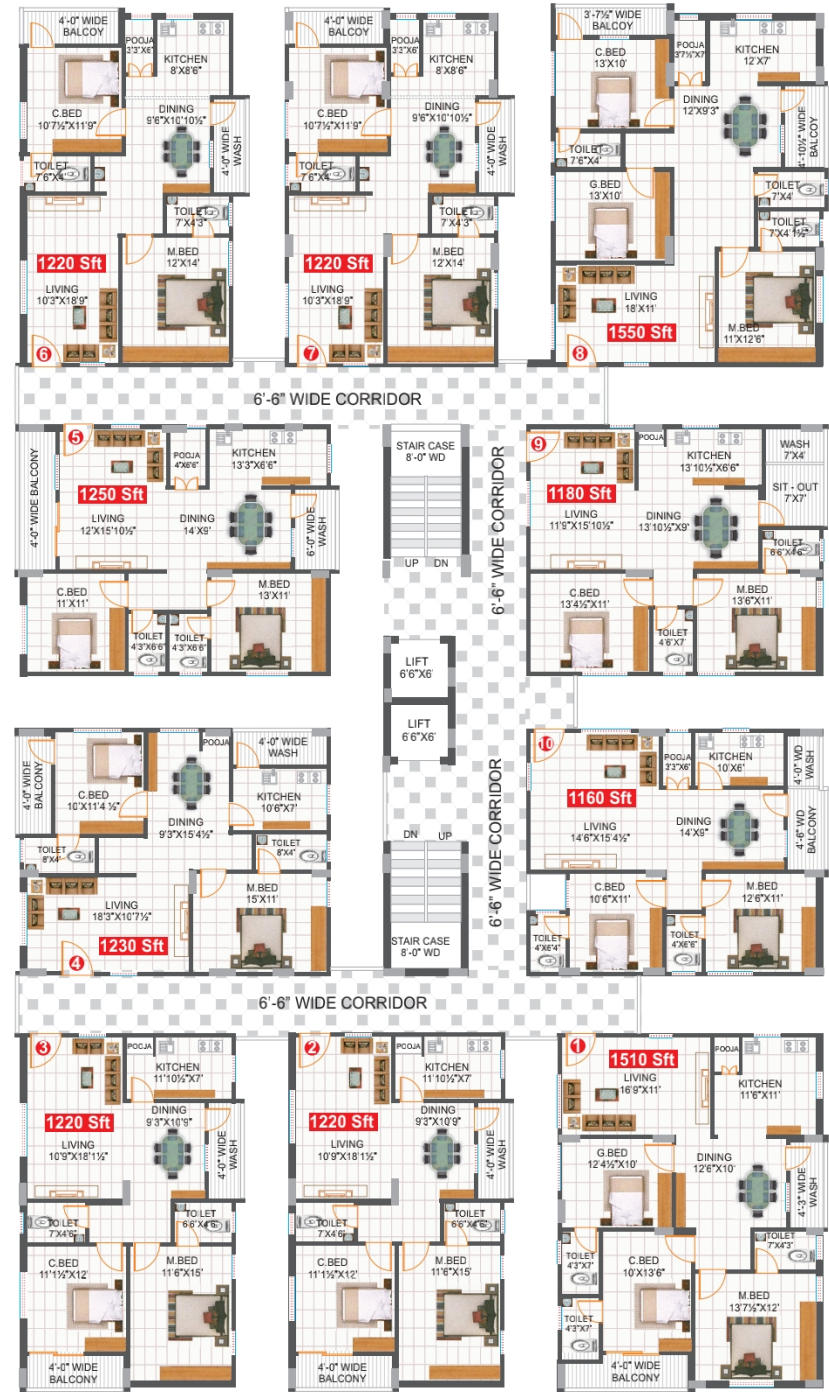 4'-0" WIDE
BALCOY
POOJA
3'3"X6'
KITCHEN
8'X8'6"
C.BED
10'7½"X11'9"
DINING
9'6"X10'10½"
4'-0" WIDE
WASH
TOILET
7'6"X4'
TOILET
7'X4'3"
1220 Sft
LIVING
10'3"X18'9"
M.BED
12'X14'
6
4'-0" WIDE
BALCOY
POOJA
3'3"X6'
KITCHEN
8'X8'6"
C.BED
10'7½"X11'9"
DINING
9'6"X10'10½"
4'-0" WIDE
WASH
TOILET
7'6"X4'
TOILET
7'X4'3"
1220 Sft
LIVING
10'3"X18'9"
M.BED
12'X14'
7
3'-7½" WIDE
BALCOY
C.BED
13'X10'
POOJA
3'7½"X7'
KITCHEN
12'X7'
DINING
12'X9'3"
4'-10½" WIDE
BALCOY
TOILET
7'6"X4'
G.BED
13'X10'
TOILET
7'X4'
TOILET
7'X4'1½"
LIVING
18'X11'
1550 Sft
M.BED
11'X12'6"
8
6'-6" WIDE CORRIDOR
5
4'-0" WIDE BALCONY
POOJA
4'X6'6"
KITCHEN
13'3"X6'6"
1250 Sft
LIVING
12'X15'10½"
DINING
14'X9'
6'-0" WIDE
WASH
C.BED
11'X11'
M.BED
13'X11'
TOILET
4'3"X6'6"
TOILET
4'3"X6'6"
STAIR CASE
8'-0" WD
UP DN
6'-6" WIDE CORRIDOR
9
POOJA
KITCHEN
13'10½"X6'6"
WASH
7'X4'
1180 Sft
SIT - OUT
7'X7'
LIVING
11'9"X15'10½"
DINING
13'10½"X9'
TOILET
6'6"X4'6"
C.BED
13'4½"X11'
M.BED
13'6"X11'
TOILET
4'6"X7'
LIFT
6'6"X6'
LIFT
6'6"X6'
4'-0" WIDE
BALCONY
POOJA
4'-0" WIDE
WASH
C.BED
10'X11'4½"
KITCHEN
10'6"X7'
DINING
9'3"X15'4½"
TOILET
8'X4'
TOILET
8'X4'
LIVING
18'3"X10'7½"
M.BED
15'X11'
1230 Sft
4
DN UP
STAIR CASE
8'-0" WD
6'-6" WIDE CORRIDOR
10
POOJA
3'3"X6'
KITCHEN
10'X6'
4'-0" WD
WASH
1160 Sft
LIVING
14'6"X15'4½"
DINING
14'X9'
4'-6" WD
BALCONY
C.BED
10'6"X11'
M.BED
12'6"X11'
TOILET
4'X6'4"
TOILET
4'X6'6"
6'-6" WIDE CORRIDOR
3
POOJA
KITCHEN
11'10½"X7'
1220 Sft
DINING
9'3"X10'9"
LIVING
10'9"X18'1½"
4'-0" WIDE
WASH
TOILET
7'X4'6"
TOILET
6'6"X4'6"
C.BED
11'1½"X12'
M.BED
11'6"X15'
4'-0" WIDE
BALCONY
2
POOJA
KITCHEN
11'10½"X7'
1220 Sft
DINING
9'3"X10'9"
LIVING
10'9"X18'1½"
4'-0" WIDE
WASH
TOILET
7'X4'6"
TOILET
6'6"X4'6"
C.BED
11'1½"X12'
M.BED
11'6"X15'
4'-0" WIDE
BALCONY
1
1510 Sft
POOJA
LIVING
16'9"X11'
KITCHEN
11'6"X11'
G.BED
12'4½"X10'
DINING
12'6"X10'
4'-3" WIDE
WASH
TOILET
4'3"X7'
C.BED
10'X13'6"
TOILET
7'X4'3"
TOILET
4'3"X7'
M.BED
13'7½"X12'
4'-0" WIDE
BALCONY